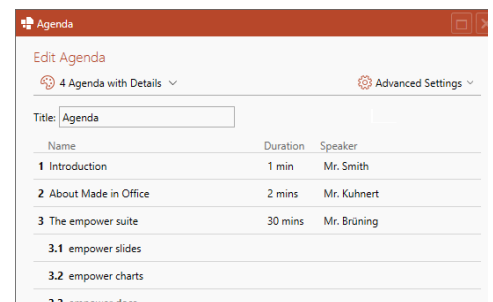 Agenda
Edit Agenda
4 Agenda with Details Advanced Settings
Title: Agenda
Name Duration Speaker
1 Introduction 1 min Mr. Smith
2 About Made in Office 2 mins Mr. Kuhnert
3 The empower suite 30 mins Mr. Brüning
3.1 empower slides
3.2 empower charts